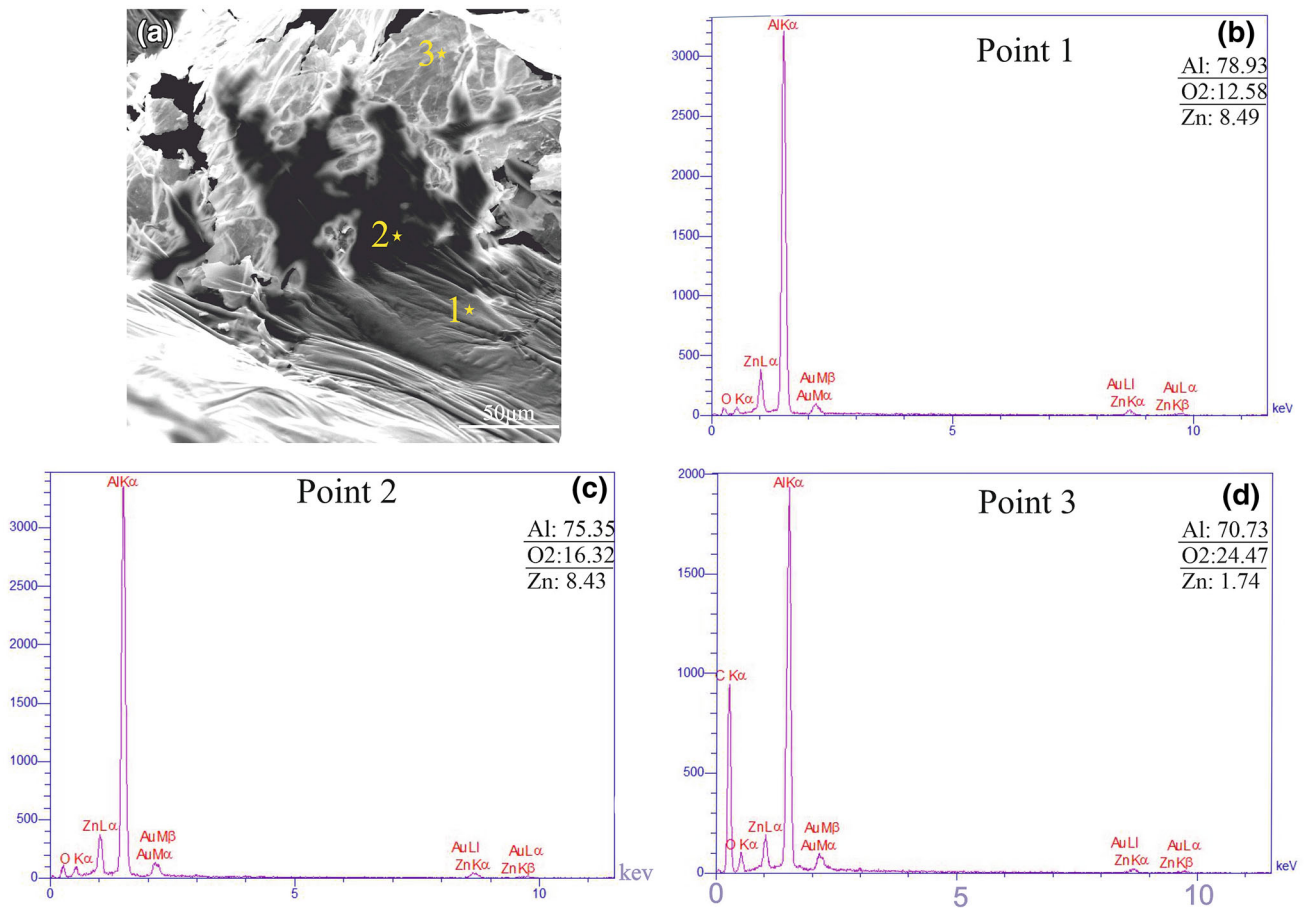 (a)
3
2
1
50µm
(b)
Point 1
Al: 78.93
O2:12.58
Zn: 8.49
AlKα
3000
2500
2000
1500
1000
500
0
ZnLα
O Kα
AuMβ
AuMα
AuLl
ZnKα
AuLα
ZnKβ
0
5
10
keV
(c)
Point 2
Al: 75.35
O2:16.32
Zn: 8.43
AlKα
3000
2500
2000
1500
1000
500
0
ZnLα
O Kα
AuMβ
AuMα
AuLl
ZnKα
AuLα
ZnKβ
0
5
10
kev
(d)
Point 3
Al: 70.73
O2:24.47
Zn: 1.74
AlKα
2000
1500
1000
500
0
C Kα
O Kα
ZnLα
AuMβ
AuMα
AuLl
ZnKα
AuLα
ZnKβ
0
5
10
keV